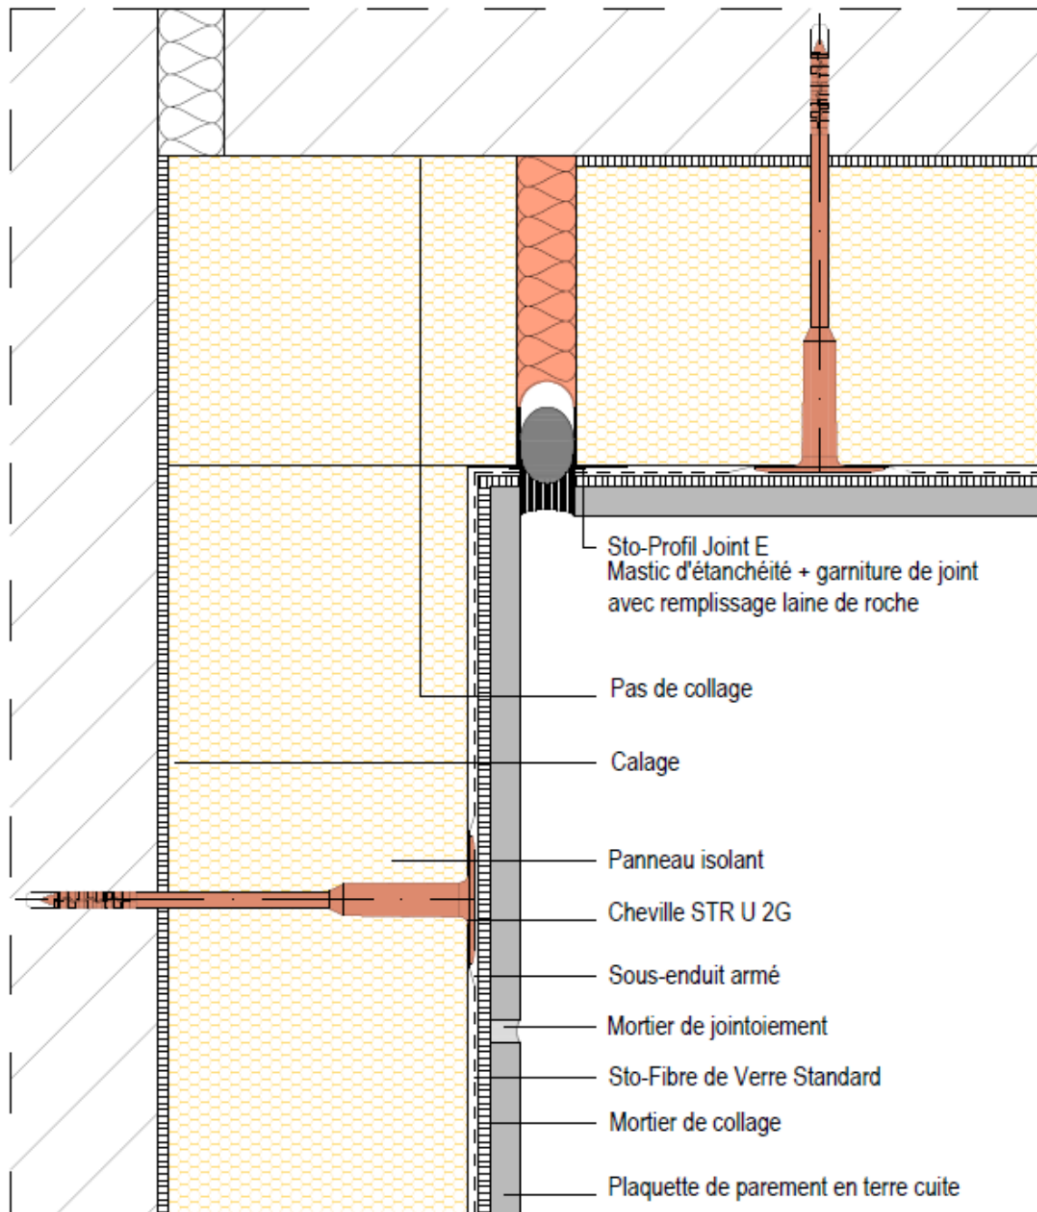 Sto-Profil Joint E
Mastic d'étanchéité + garniture de joint
avec remplissage laine de roche
Pas de collage
Calage
Panneau isolant
Cheville STR U 2G
Sous-enduit armé
Mortier de jointoiement
Sto-Fibre de Verre Standard
Mortier de collage
Plaquette de parement en terre cuite